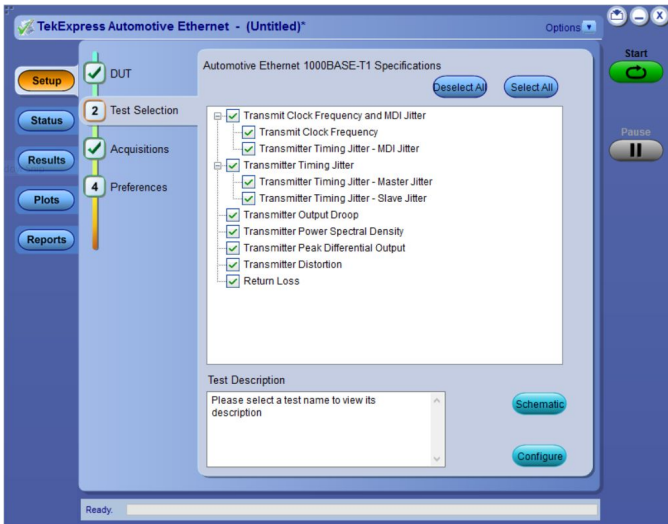 TekExpress Automotive Ethernet - (Untitled)*
Options
Start
Pause
Setup
Status
Results
Plots
Reports
DUT
2 Test Selection
Acquisitions
4 Preferences
Automotive Ethernet 1000BASE-T1 Specifications
Deselect All
Select All
Transmit Clock Frequency and MDI Jitter
Transmit Clock Frequency
Transmitter Timing Jitter - MDI Jitter
Transmitter Timing Jitter
Transmitter Timing Jitter - Master Jitter
Transmitter Timing Jitter - Slave Jitter
Transmitter Output Droop
Transmitter Power Spectral Density
Transmitter Peak Differential Output
Transmitter Distortion
Return Loss
Test Description
Please select a test name to view its
description
Schematic
Configure
Ready.